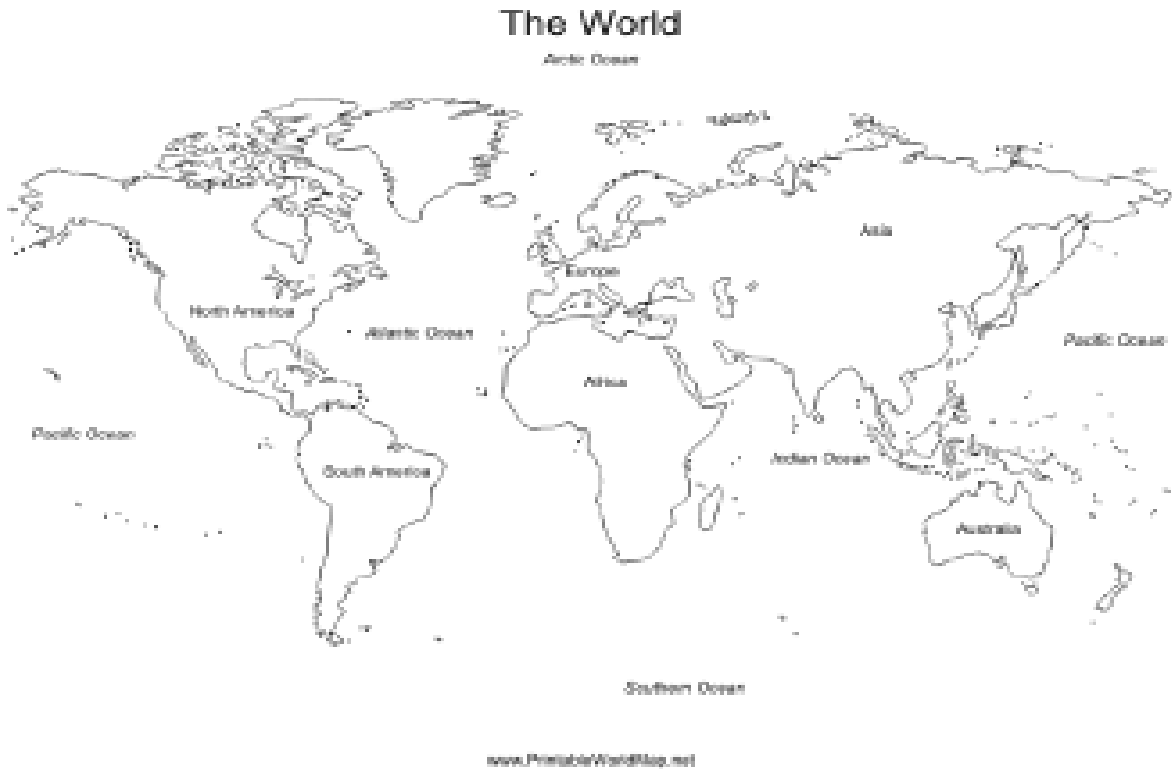 The World
Arctic Ocean
Asia
Europe
North America
Atlantic Ocean
Pacific Ocean
Africa
Pacific Ocean
South America
Indian Ocean
Australia
Southern Ocean
www.PrintableWorldMap.net